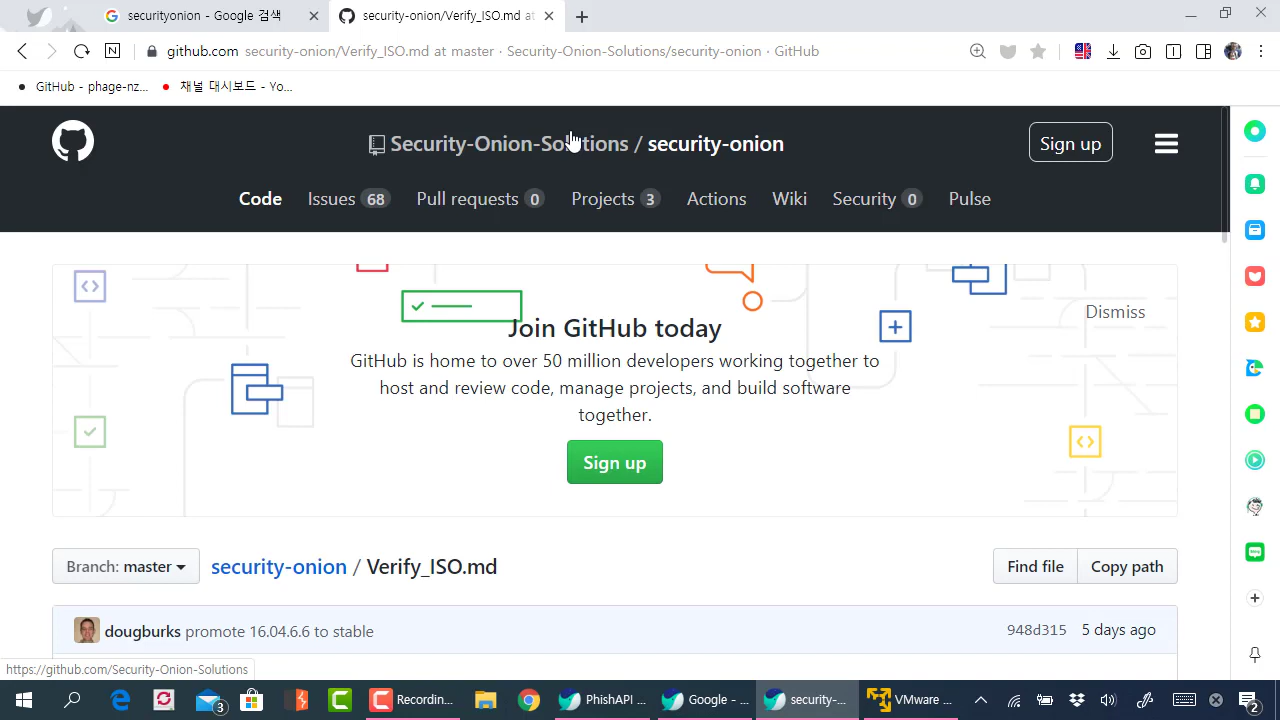 securityonion - Google 검색
security-onion/Verify_ISO.md at
github.com security-onion/Verify_ISO.md at master · Security-Onion-Solutions/security-onion · GitHub
GitHub - phage-nz...
채널 대시보드 - Yo...
Security-Onion-Solutions / security-onion
Sign up
Code
Issues 68
Pull requests 0
Projects 3
Actions
Wiki
Security 0
Pulse
Dismiss
Join GitHub today
GitHub is home to over 50 million developers working together to
host and review code, manage projects, and build software
together.
Sign up
Branch: master
security-onion / Verify_ISO.md
Find file
Copy path
dougburks promote 16.04.6.6 to stable
948d315 5 days ago
https://github.com/Security-Onion-Solutions
3
Recordin...
PhishAPI ...
Google – ...
security-...
VMware ...
2